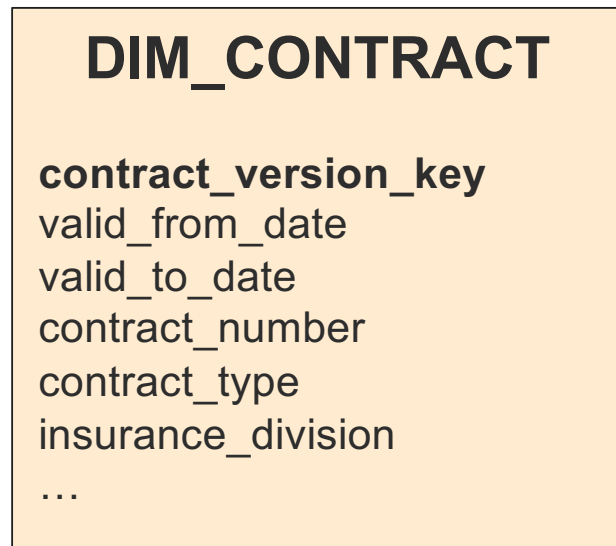 DIM_CONTRACT
contract_version_key
valid_from_date
valid_to_date
contract_number
contract_type
insurance_division
…